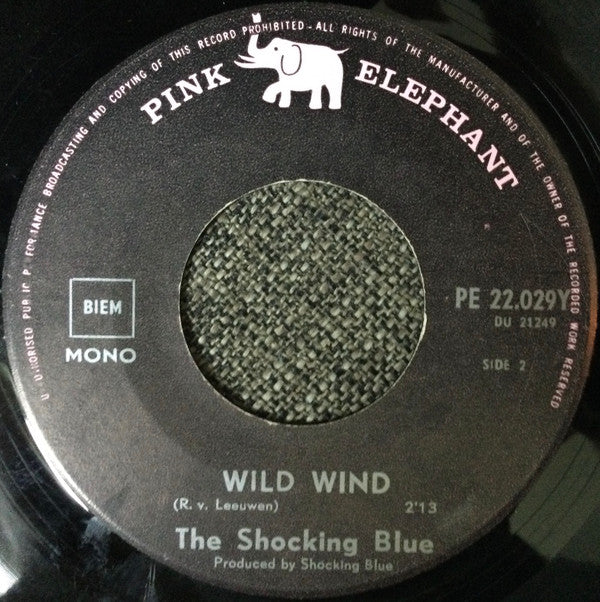 UNAUTHORISED PUBLIC PERFORMANCE BROADCASTING AND COPYING OF THIS RECORD PROHIBITED - ALL RIGHTS OF THE MANUFACTURER AND OF THE OWNER OF THE RECORDED WORK RESERVED
PINK ELEPHANT
BIEM
MONO
PE 22.029Y
DU 21249
SIDE 2
WILD WIND
(R. v. Leeuwen) 2'13
The Shocking Blue
Produced by Shocking Blue